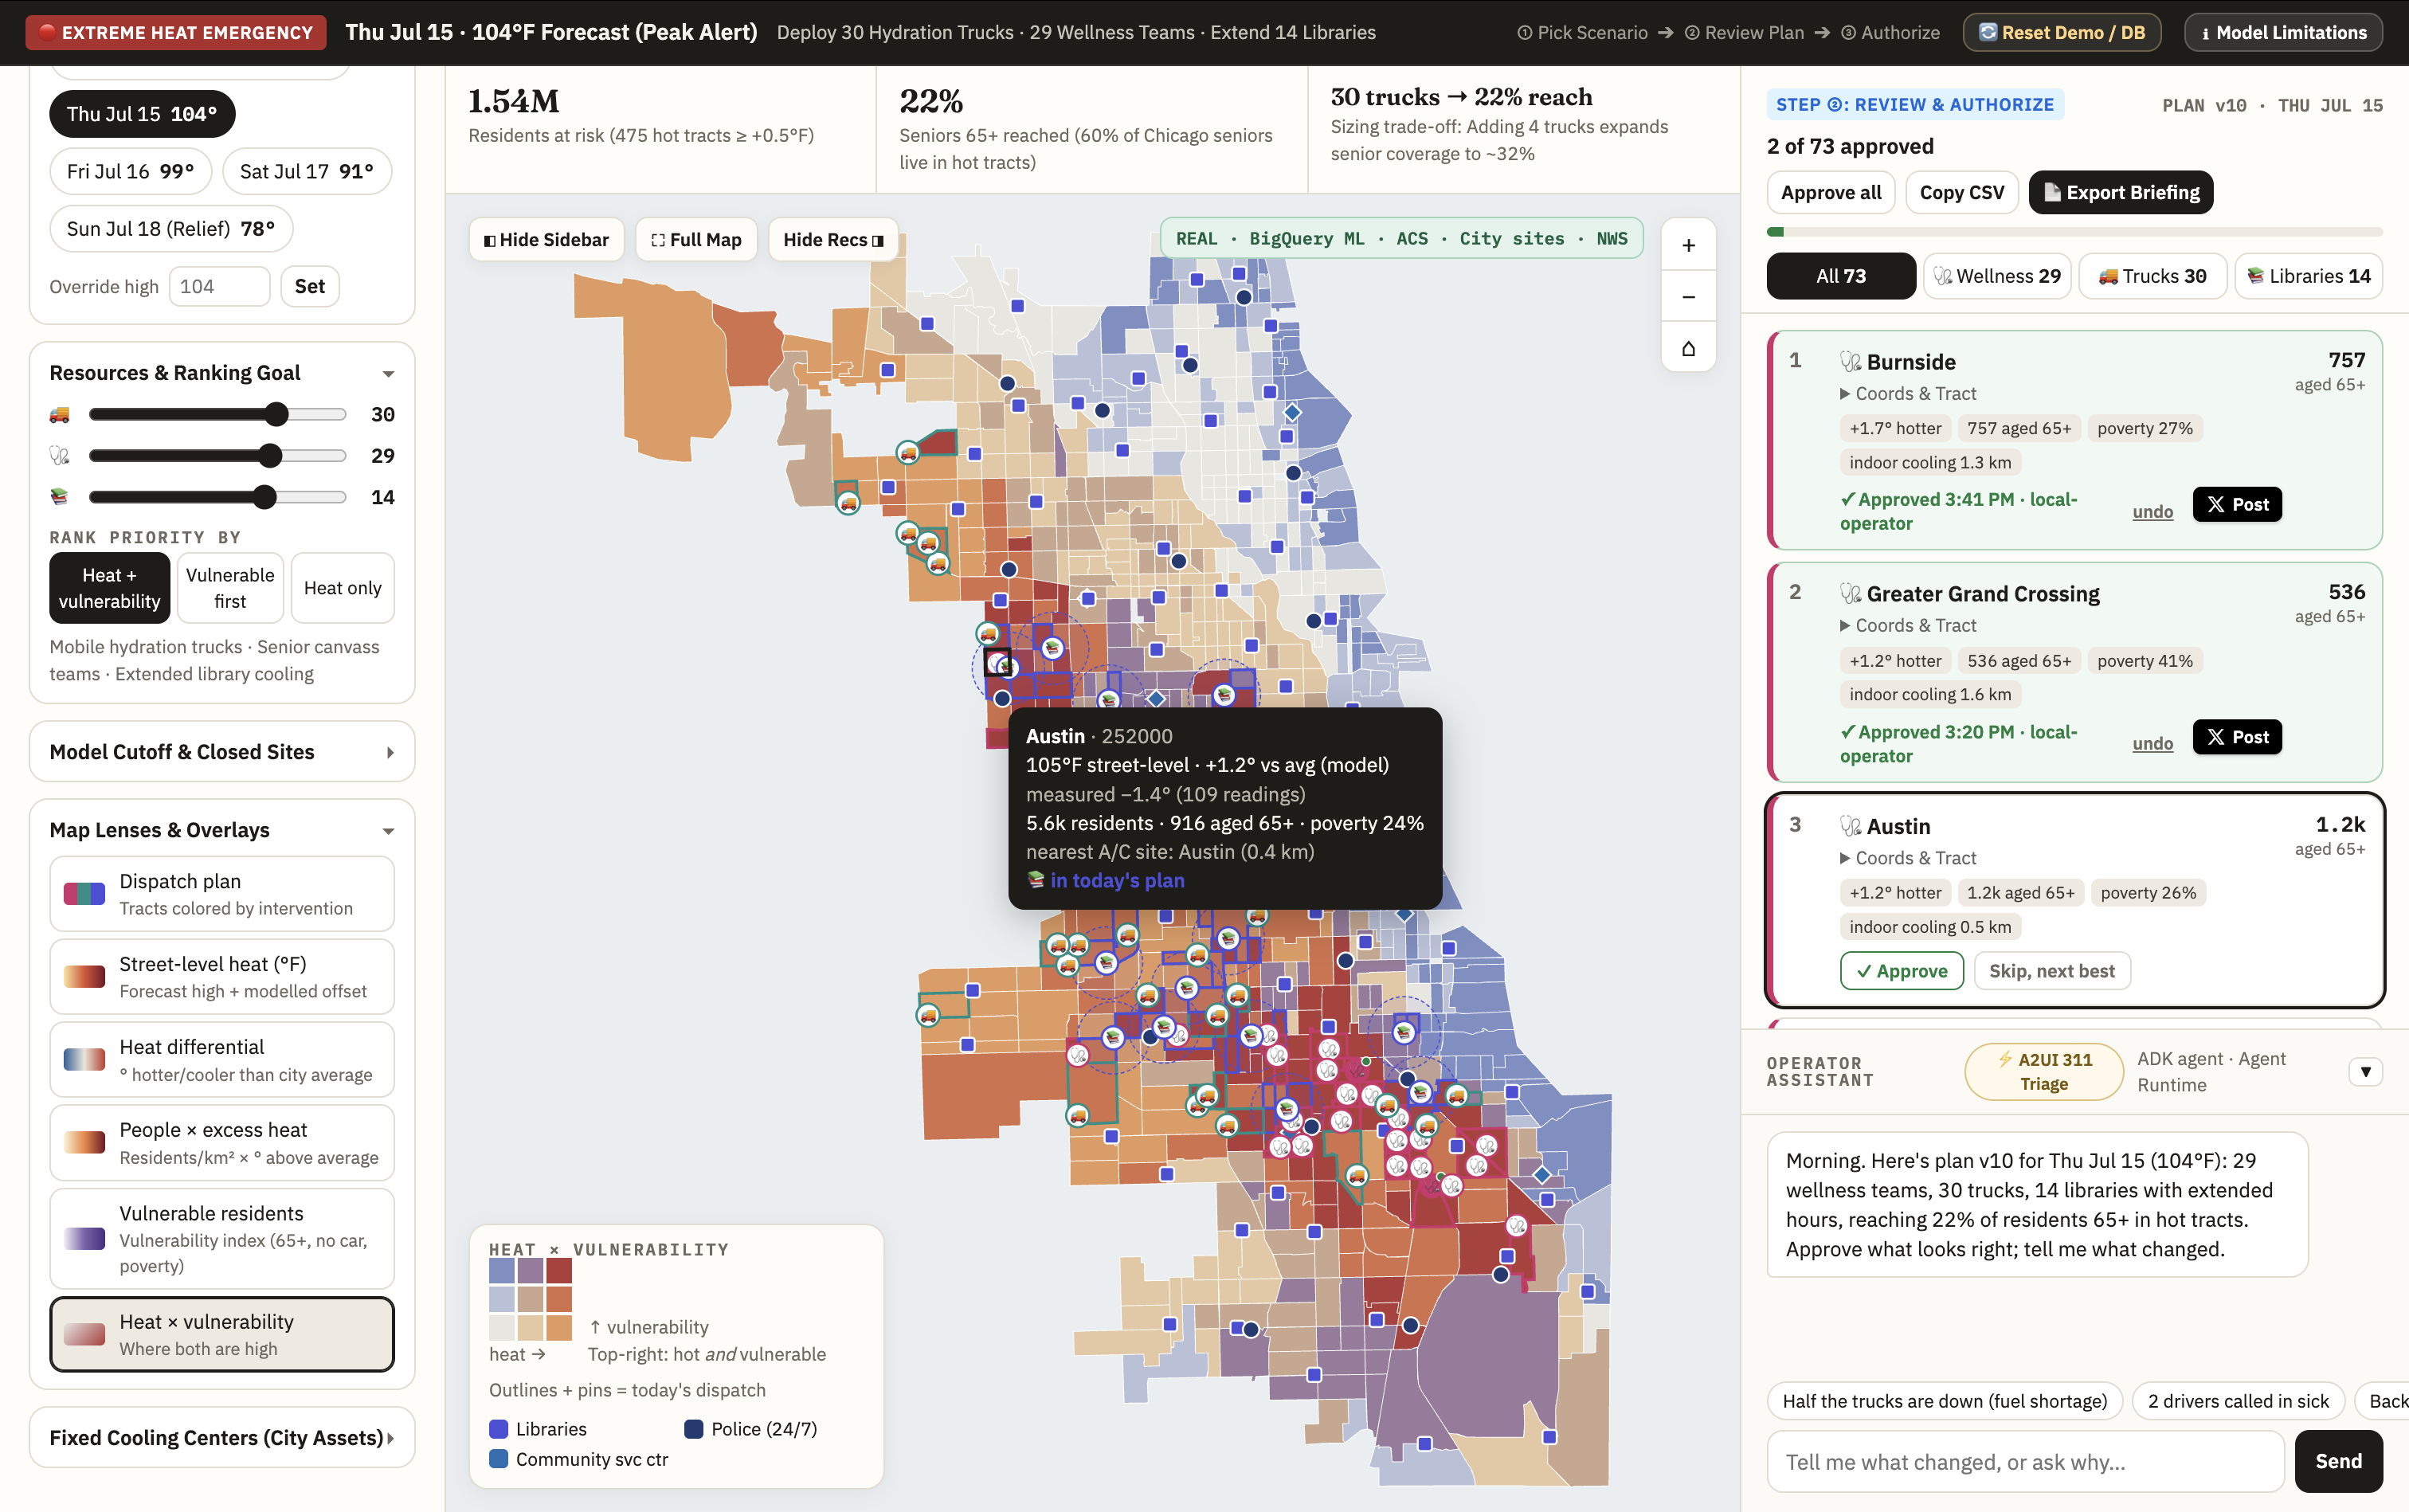 EXTREME HEAT EMERGENCY
Thu Jul 15 · 104°F Forecast (Peak Alert)
Deploy 30 Hydration Trucks · 29 Wellness Teams · Extend 14 Libraries
① Pick Scenario → ② Review Plan → ③ Authorize
Reset Demo / DB
ℹ Model Limitations
Thu Jul 15 104°
Fri Jul 16 99°
Sat Jul 17 91°
Sun Jul 18 (Relief) 78°
Override high
104
Set
Resources & Ranking Goal
30
29
14
RANK PRIORITY BY
Heat +
vulnerability
Vulnerable
first
Heat only
Mobile hydration trucks · Senior canvass
teams · Extended library cooling
Model Cutoff & Closed Sites
Map Lenses & Overlays
Dispatch plan
Tracts colored by intervention
Street-level heat (°F)
Forecast high + modelled offset
Heat differential
° hotter/cooler than city average
People × excess heat
Residents/km² × ° above average
Vulnerable residents
Vulnerability index (65+, no car,
poverty)
Heat × vulnerability
Where both are high
Fixed Cooling Centers (City Assets)
1.54M
Residents at risk (475 hot tracts ≥ +0.5°F)
22%
Seniors 65+ reached (60% of Chicago seniors
live in hot tracts)
30 trucks → 22% reach
Sizing trade-off: Adding 4 trucks expands
senior coverage to ~32%
Hide Sidebar
Full Map
Hide Recs
REAL · BigQuery ML · ACS · City sites · NWS
+
−
Austin · 252000
105°F street-level · +1.2° vs avg (model)
measured −1.4° (109 readings)
5.6k residents · 916 aged 65+ · poverty 24%
nearest A/C site: Austin (0.4 km)
in today's plan
HEAT × VULNERABILITY
↑ vulnerability
heat →
Top-right: hot and vulnerable
Outlines + pins = today's dispatch
Libraries
Police (24/7)
Community svc ctr
STEP ②: REVIEW & AUTHORIZE
PLAN v10 · THU JUL 15
2 of 73 approved
Approve all
Copy CSV
Export Briefing
All 73
Wellness 29
Trucks 30
Libraries 14
1
Burnside
757
aged 65+
Coords & Tract
+1.7° hotter
757 aged 65+
poverty 27%
indoor cooling 1.3 km
✓Approved 3:41 PM · local-
operator
undo
X Post
2
Greater Grand Crossing
536
aged 65+
Coords & Tract
+1.2° hotter
536 aged 65+
poverty 41%
indoor cooling 1.6 km
✓Approved 3:20 PM · local-
operator
undo
X Post
3
Austin
1.2k
aged 65+
Coords & Tract
+1.2° hotter
1.2k aged 65+
poverty 26%
indoor cooling 0.5 km
✓ Approve
Skip, next best
OPERATOR
ASSISTANT
A2UI 311
Triage
ADK agent · Agent
Runtime
Morning. Here's plan v10 for Thu Jul 15 (104°F): 29
wellness teams, 30 trucks, 14 libraries with extended
hours, reaching 22% of residents 65+ in hot tracts.
Approve what looks right; tell me what changed.
Half the trucks are down (fuel shortage)
2 drivers called in sick
Back
Tell me what changed, or ask why...
Send